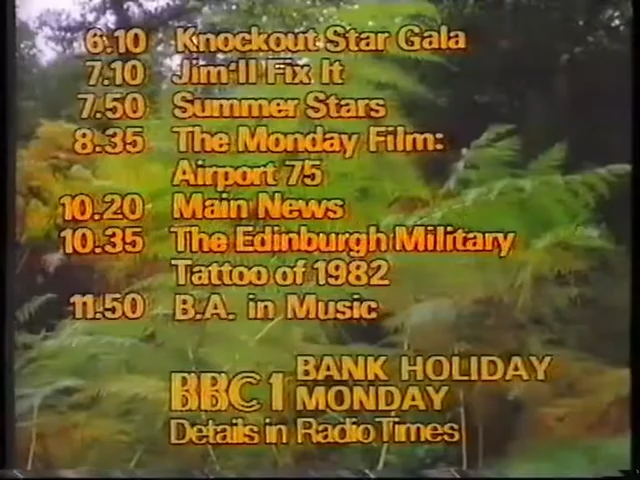 6.10 Knockout Star Gala
7.10 Jim'll Fix It
7.50 Summer Stars
8.35 The Monday Film:
Airport 75
10.20 Main News
10.35 The Edinburgh Military
Tattoo of 1982
11.50 B.A. in Music
BBC1 BANK HOLIDAY
MONDAY
Details in Radio Times